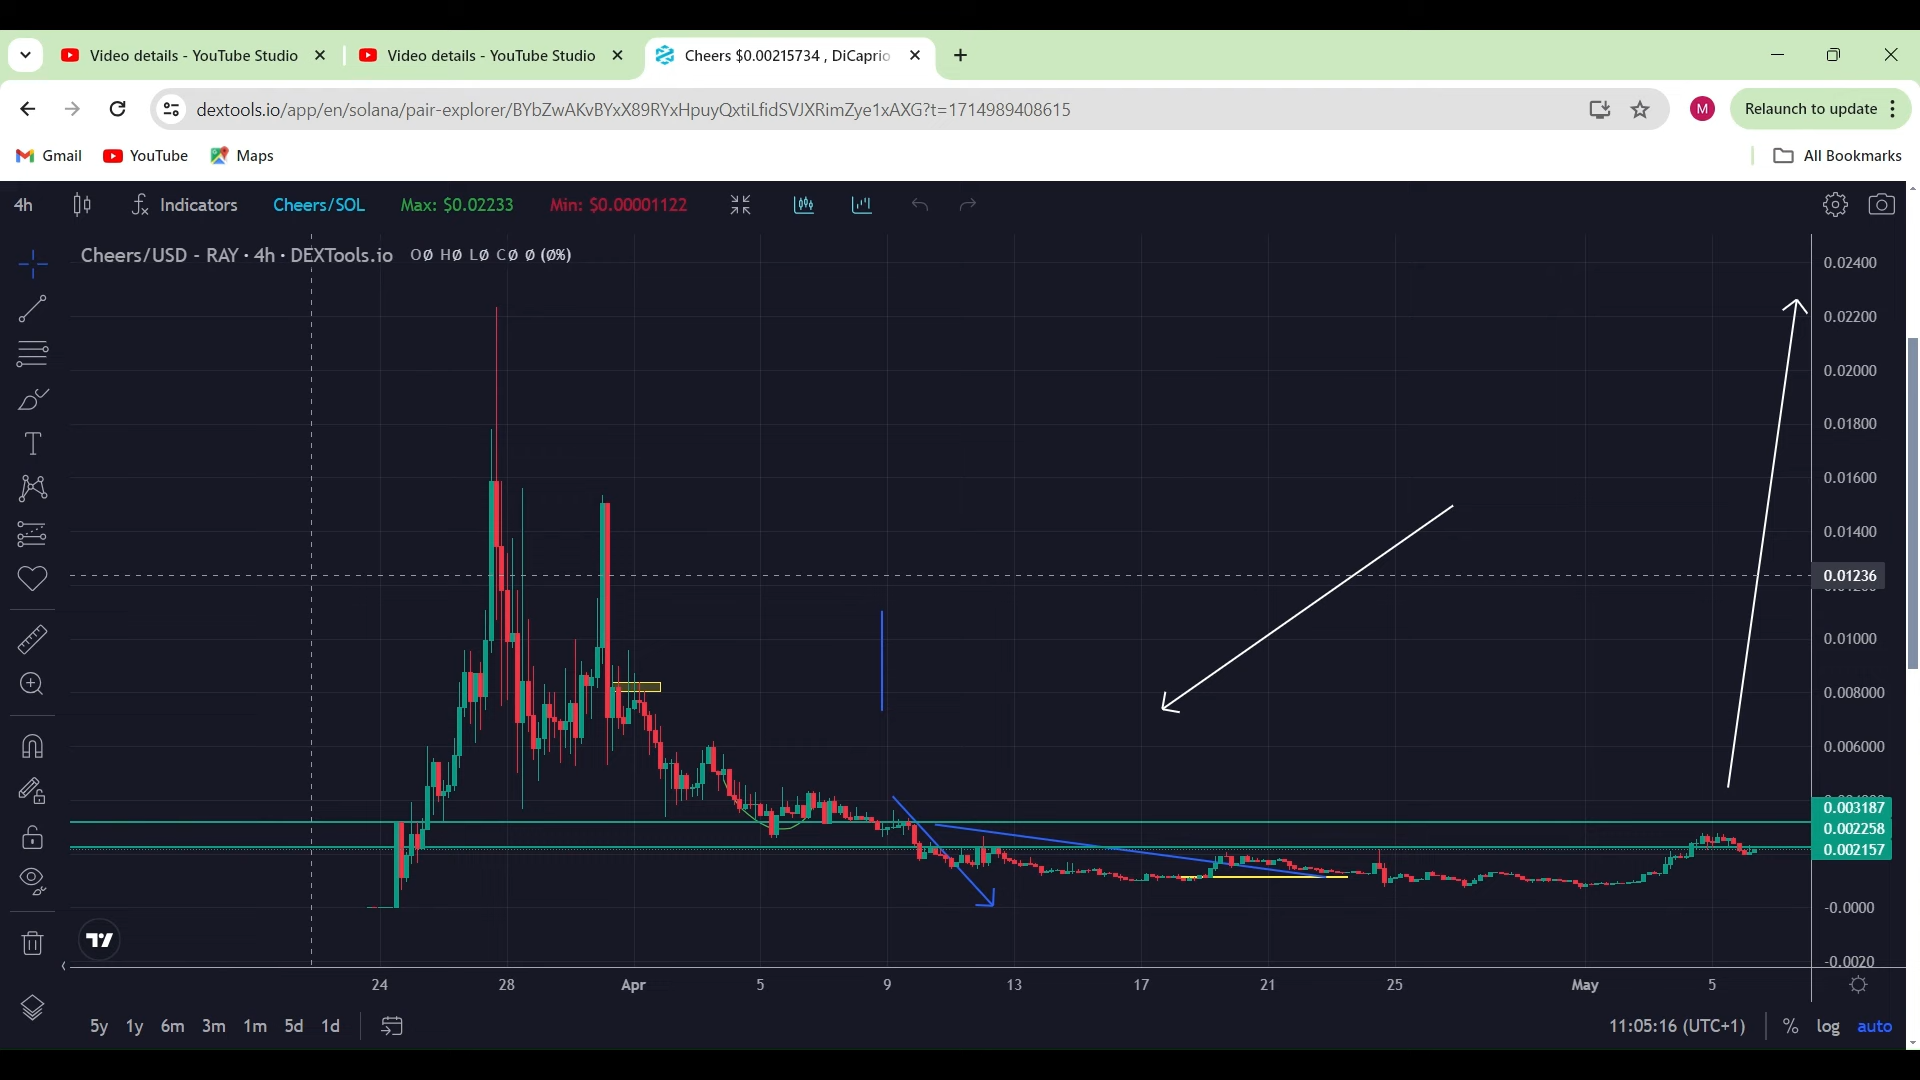 Video details - YouTube Studio
Video details - YouTube Studio
Cheers $0.00215734 , DiCaprio
dextools.io/app/en/solana/pair-explorer/BYbZwAKvBYxX89RYxHpuyQxtiLfidSVJXRimZye1xAXG?t=1714989408615
M
Relaunch to update
Gmail
YouTube
Maps
All Bookmarks
4h
Indicators
Cheers/SOL
Max: $0.02233
Min: $0.00001122
Cheers/USD - RAY · 4h · DEXTools.io
OØ HØ LØ CØ Ø (Ø%)
0.02400
0.02200
0.02000
0.01800
0.01600
0.01400
0.01236
0.01000
0.008000
0.006000
0.003187
0.002258
0.002157
-0.0000
-0.0020
24
28
Apr
5
9
13
17
21
25
May
5
5y
1y
6m
3m
1m
5d
1d
11:05:16 (UTC+1)
%
log
auto